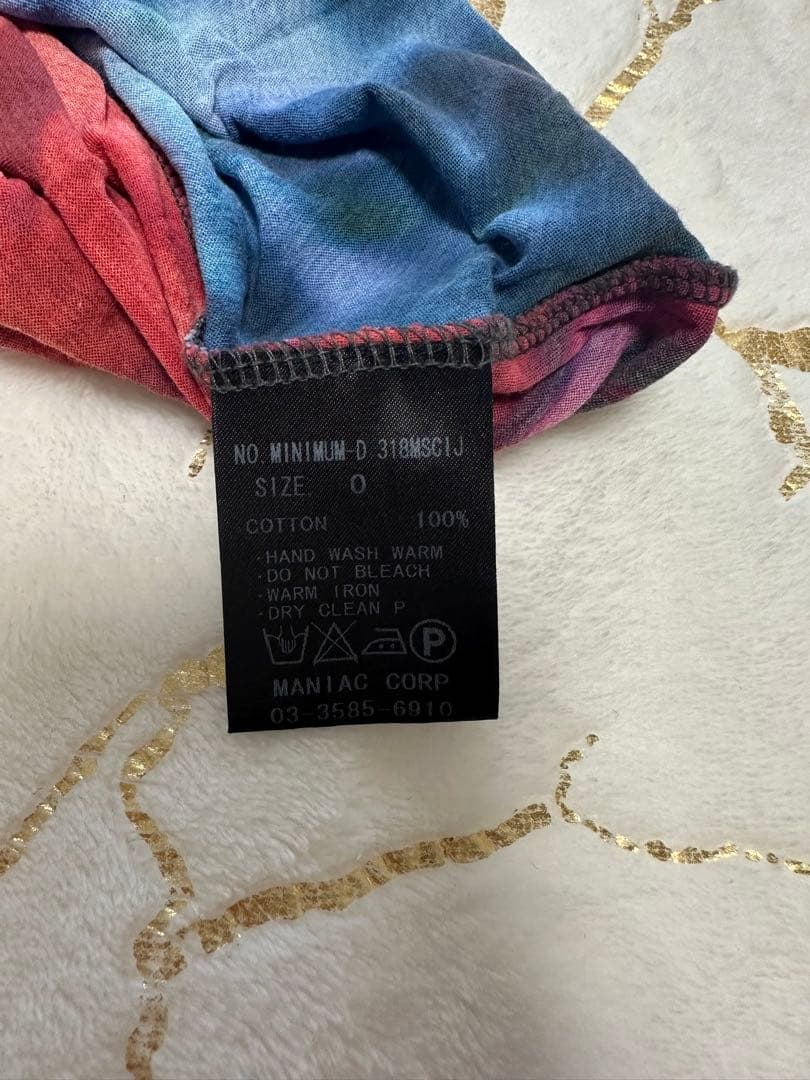 NO.MINIMUM-D 318MSCIJ
SIZE. 0
COTTON 100%
·HAND WASH WARM
·DO NOT BLEACH
·WARM IRON
·DRY CLEAN P
P
MANIAC CORP
03-3585-6910